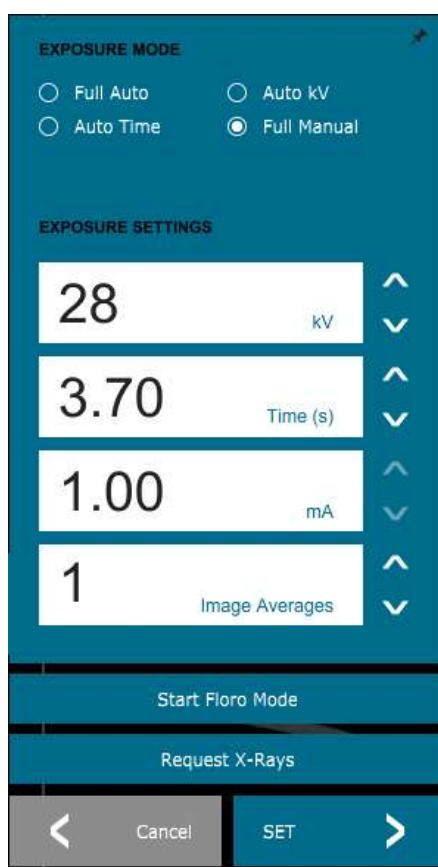 EXPOSURE MODE
Full Auto
Auto kV
Auto Time
Full Manual
EXPOSURE SETTINGS
28
kV
3.70
Time (s)
1.00
mA
1
Image Averages
Start Floro Mode
Request X-Rays
Cancel
SET